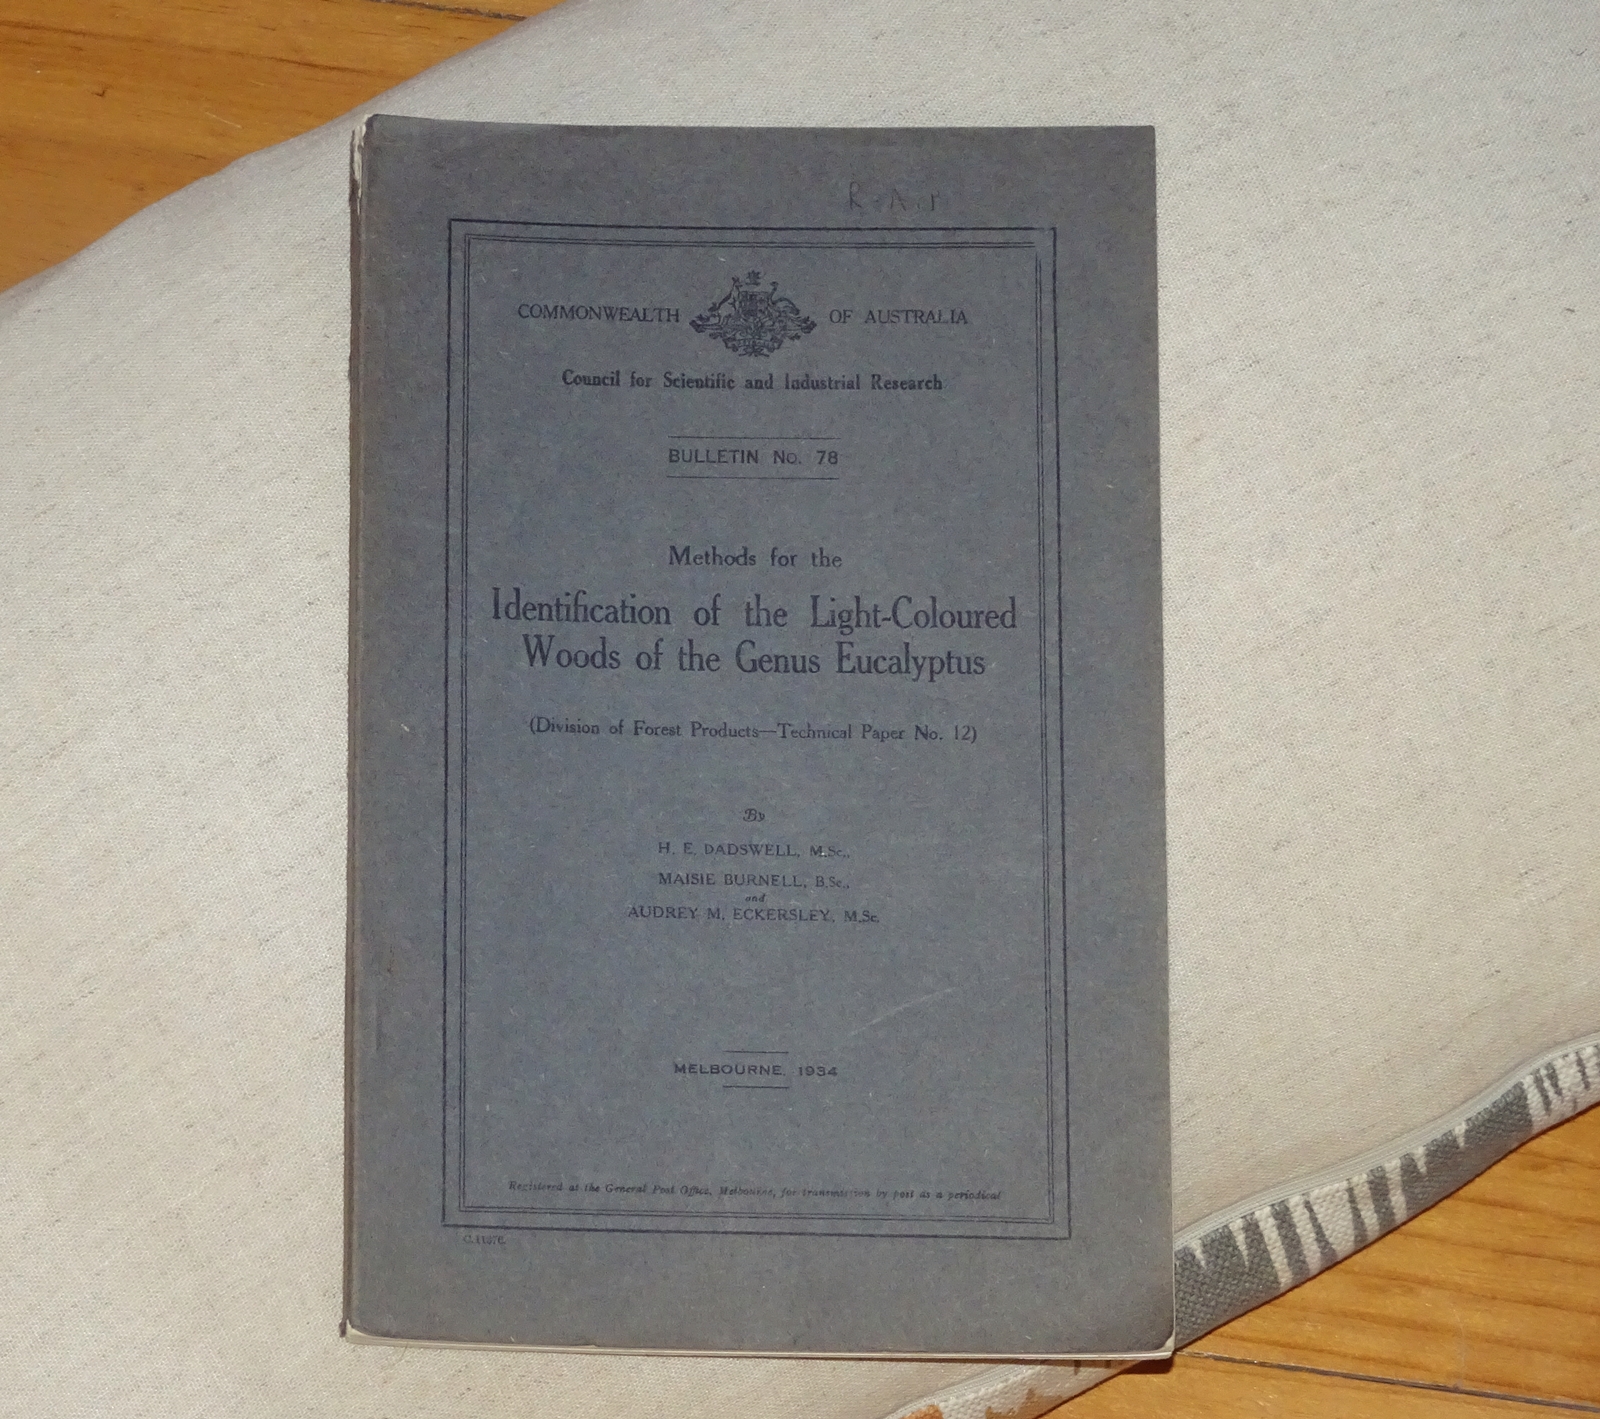 COMMONWEALTH OF AUSTRALIA
Council for Scientific and Industrial Research
BULLETIN No. 78
Methods for the
Identification of the Light-Coloured
Woods of the Genus Eucalyptus
(Division of Forest Products—Technical Paper No. 12)
By
H. E. DADSWELL, M.Sc.,
MAISIE BURNELL, B.Sc.,
and
AUDREY M. ECKERSLEY, M.Sc.
MELBOURNE, 1934
Registered at the General Post Office, Melbourne, for transmission by post as a periodical